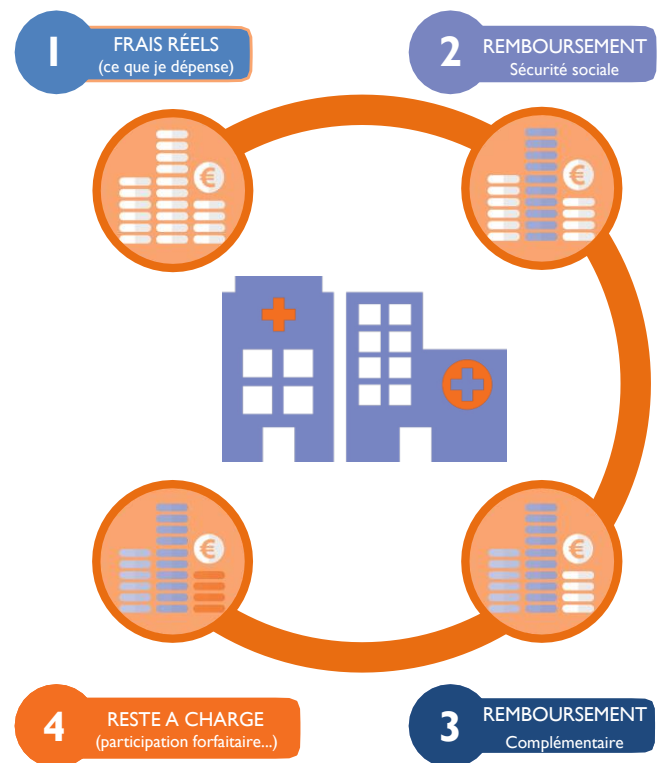 1
FRAIS RÉELS
(ce que je dépense)
2
REMBOURSEMENT
Sécurité sociale
€
€
€
€
4
RESTE A CHARGE
(participation forfaitaire...)
3
REMBOURSEMENT
Complémentaire